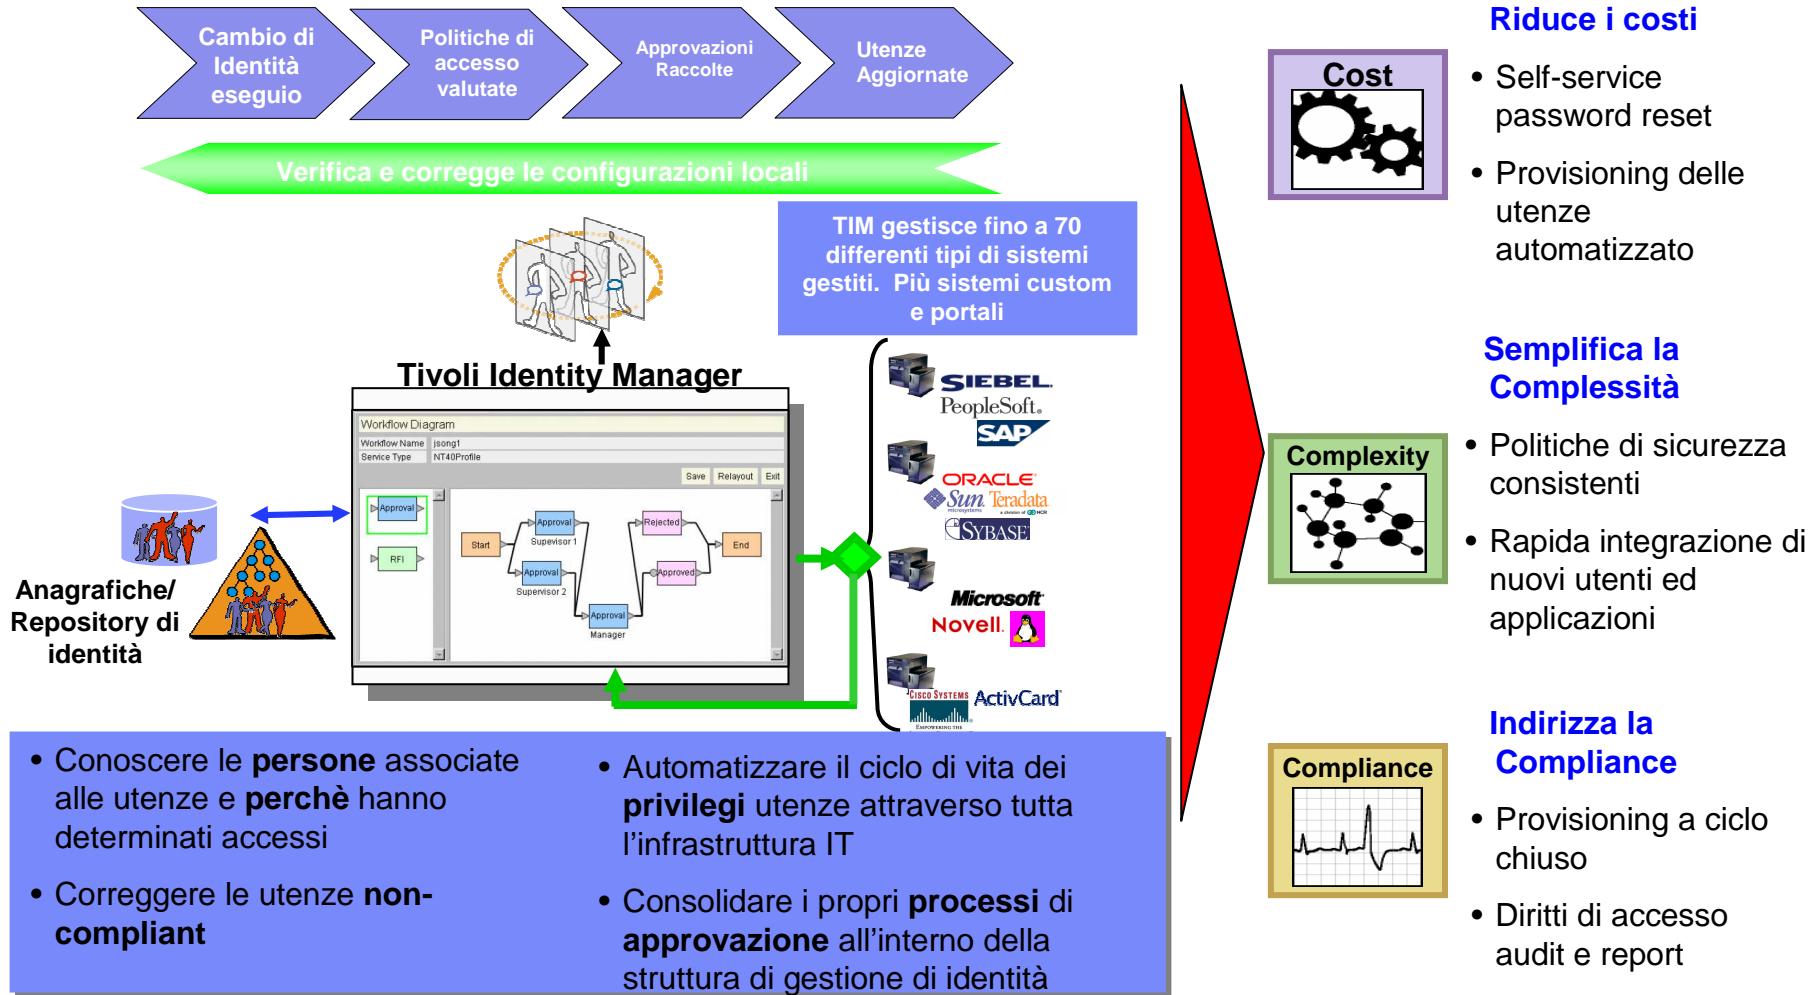 Cambio di
Identità
eseguio
Politiche di
accesso
valutate
Approvazioni
Raccolte
Utenze
Aggiornate
Verifica e corregge le configurazioni locali
TIM gestisce fino a 70
differenti tipi di sistemi
gestiti. Più sistemi custom
e portali
Tivoli Identity Manager
Workflow Diagram
Workflow Name jsong1
Service Type NT40Profile
Save Relayout Exit
Approval
RFI
Start
Approval
Supevisor 1
Approval
Supervisor 2
Approval
Manager
Rejected
Approved
End
Anagrafiche/
Repository di
identità
SIEBEL.
PeopleSoft.
SAP
ORACLE
Sun
microsystems
Teradata
a division of NCR
SYBASE
Microsoft
Novell.
CISCO SYSTEMS
EMPOWERING THE
ActivCard
• Conoscere le persone associate
alle utenze e perchè hanno
determinati accessi
• Correggere le utenze non-
compliant
• Automatizzare il ciclo di vita dei
privilegi utenze attraverso tutta
l’infrastruttura IT
• Consolidare i propri processi di
approvazione all’interno della
struttura di gestione di identità
Riduce i costi
Cost
• Self-service
password reset
• Provisioning delle
utenze
automatizzato
Semplifica la
Complessità
Complexity
• Politiche di sicurezza
consistenti
• Rapida integrazione di
nuovi utenti ed
applicazioni
Indirizza la
Compliance
Compliance
• Provisioning a ciclo
chiuso
• Diritti di accesso
audit e report